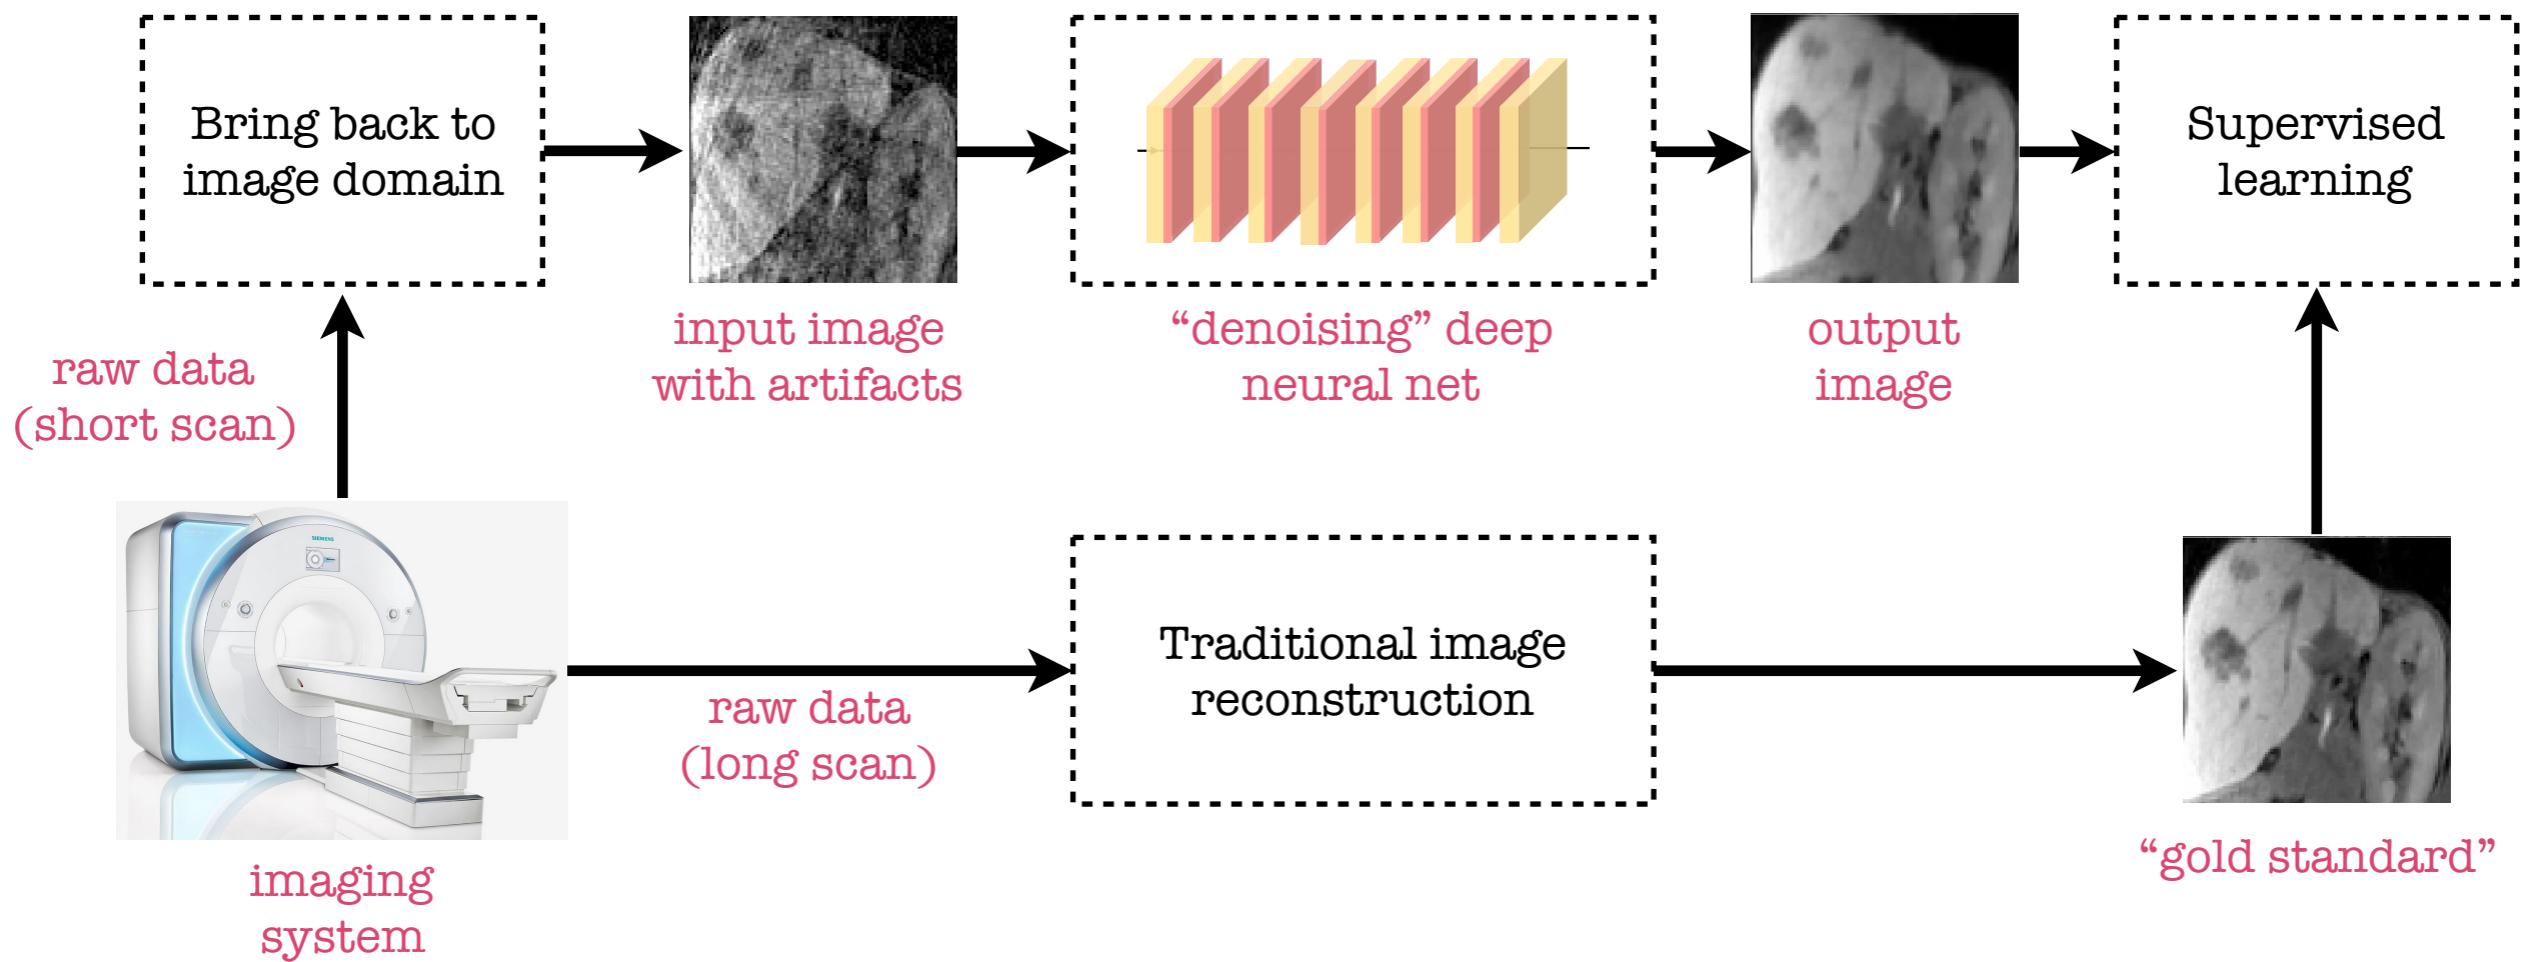 Bring back to
image domain
Supervised
learning
input image
with artifacts
“denoising” deep
neural net
output
image
raw data
(short scan)
SIEMENS
Traditional image
reconstruction
raw data
(long scan)
“gold standard”
imaging
system